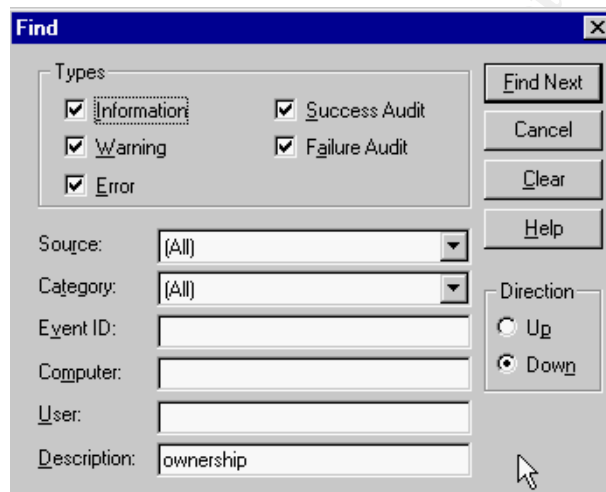 Find
Types
Information
Success Audit
Warning
Failure Audit
Error
Find Next
Cancel
Clear
Help
Source: (All)
Category: (All)
Event ID:
Computer:
User:
Description: ownership
Direction
Up
Down